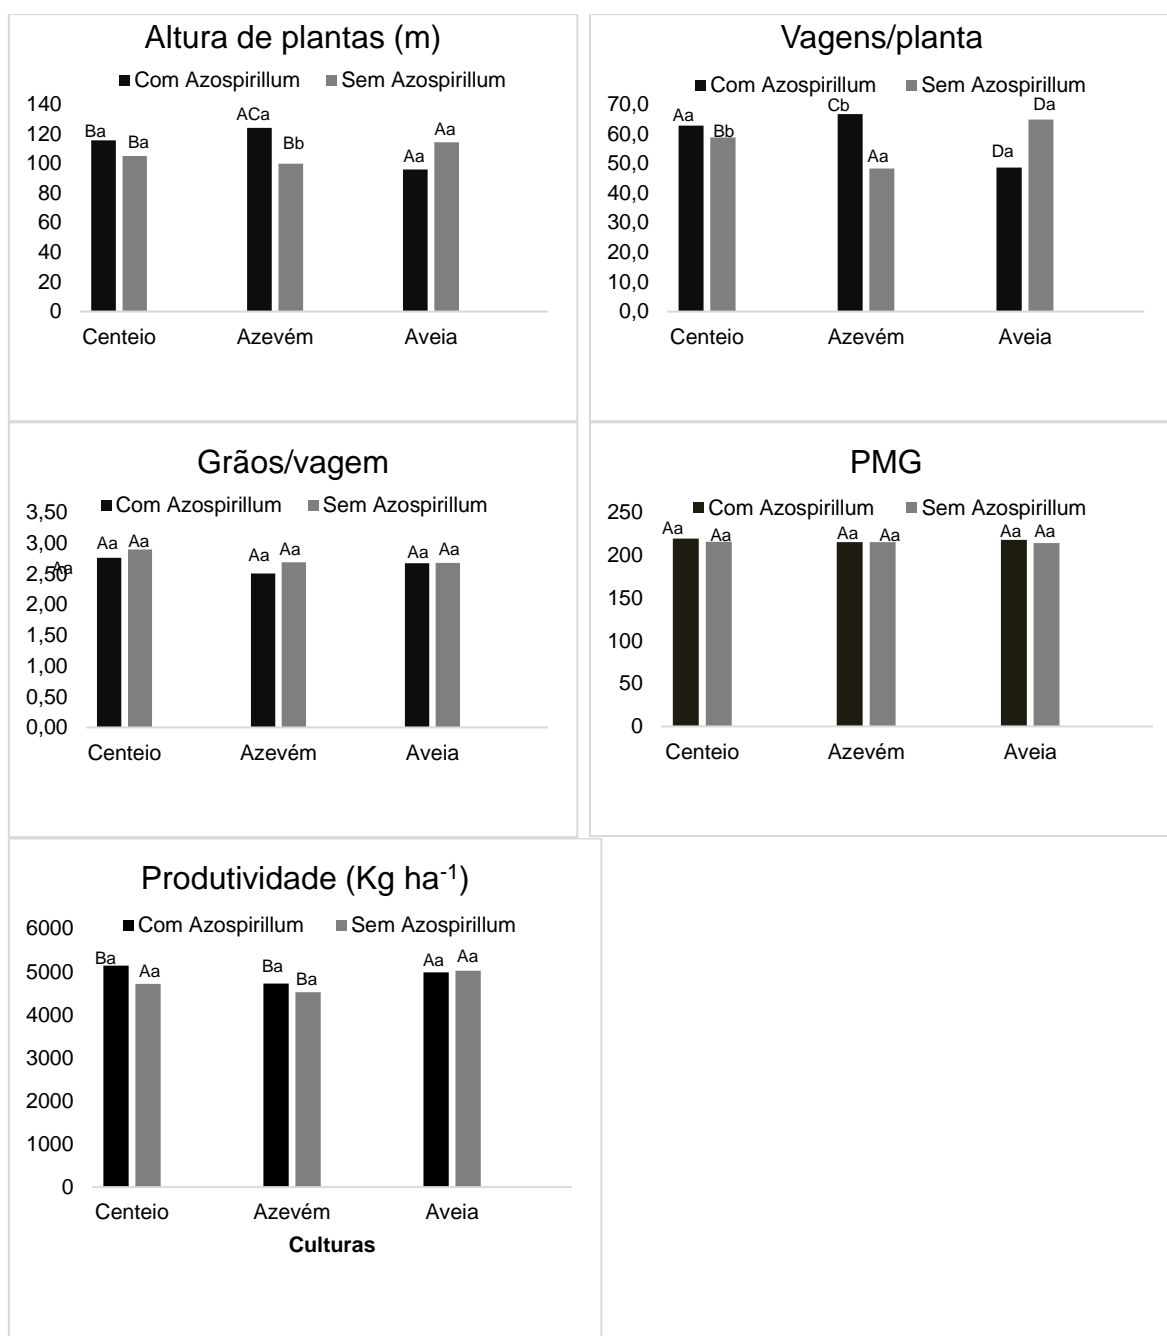 Altura de plantas (m)
Com Azospirillum Sem Azospirillum
140
120
100
80
60
40
20
0
Ba Ba ACa Bb Aa Aa
Centeio Azevém Aveia
Vagens/planta
Com Azospirillum Sem Azospirillum
70,0
60,0
50,0
40,0
30,0
20,0
10,0
0,0
Aa Bb Cb Aa Da Da
Centeio Azevém Aveia
Grãos/vagem
Com Azospirillum Sem Azospirillum
3,50
3,00
2,50
2,00
1,50
1,00
0,50
0,00
Aa
Aa Aa Aa Aa Aa Aa
Centeio Azevém Aveia
PMG
Com Azospirillum Sem Azospirillum
250
200
150
100
50
0
Aa Aa Aa Aa Aa Aa
Centeio Azevém Aveia
Produtividade (Kg ha-1)
Com Azospirillum Sem Azospirillum
6000
5000
4000
3000
2000
1000
0
Ba Aa Ba Ba Aa Aa
Centeio Azevém Aveia
Culturas